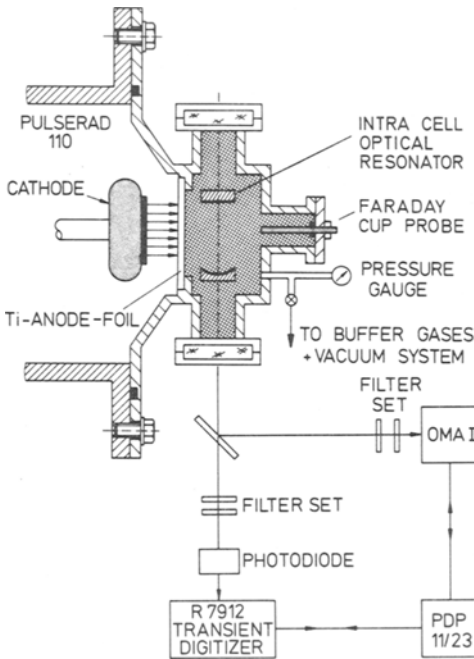 PULSERAD
110
CATHODE
Ti-ANODE-FOIL
INTRA CELL
OPTICAL
RESONATOR
FARADAY
CUP PROBE
PRESSURE
GAUGE
TO BUFFER GASES
+VACUUM SYSTEM
FILTER
SET
OMA I
FILTER SET
PHOTODIODE
R 7912
TRANSIENT
DIGITIZER
PDP
11/23